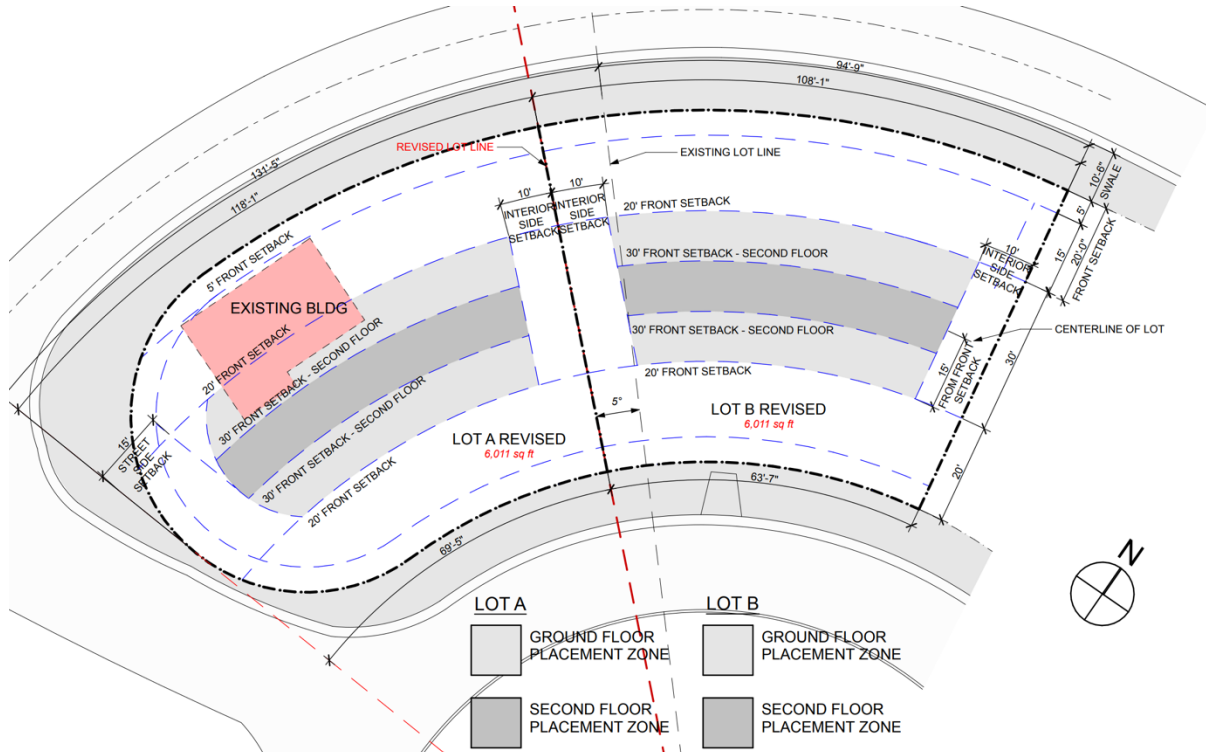 94'-9"
108'-1"
131'-5"
118'-1"
REVISED LOT LINE
EXISTING LOT LINE
10'
10'
INTERIOR
SIDE
SETBACK
INTERIOR
SIDE
SETBACK
10'-6"
SWALE
5'
15'
20'-0"
FRONT SETBACK
10'
INTERIOR
SIDE
SETBACK
20' FRONT SETBACK
30' FRONT SETBACK - SECOND FLOOR
30' FRONT SETBACK - SECOND FLOOR
20' FRONT SETBACK
5' FRONT SETBACK
EXISTING BLDG
20' FRONT SETBACK
30' FRONT SETBACK - SECOND FLOOR
30' FRONT SETBACK - SECOND FLOOR
20' FRONT SETBACK
15'
STREET
SIDE
SETBACK
CENTERLINE OF LOT
30'
15'
FROM FRONT
SETBACK
20'
5°
LOT A REVISED
6,011 sq ft
LOT B REVISED
6,011 sq ft
63'-7"
69'-5"
N
LOT A
GROUND FLOOR
PLACEMENT ZONE
SECOND FLOOR
PLACEMENT ZONE
LOT B
GROUND FLOOR
PLACEMENT ZONE
SECOND FLOOR
PLACEMENT ZONE